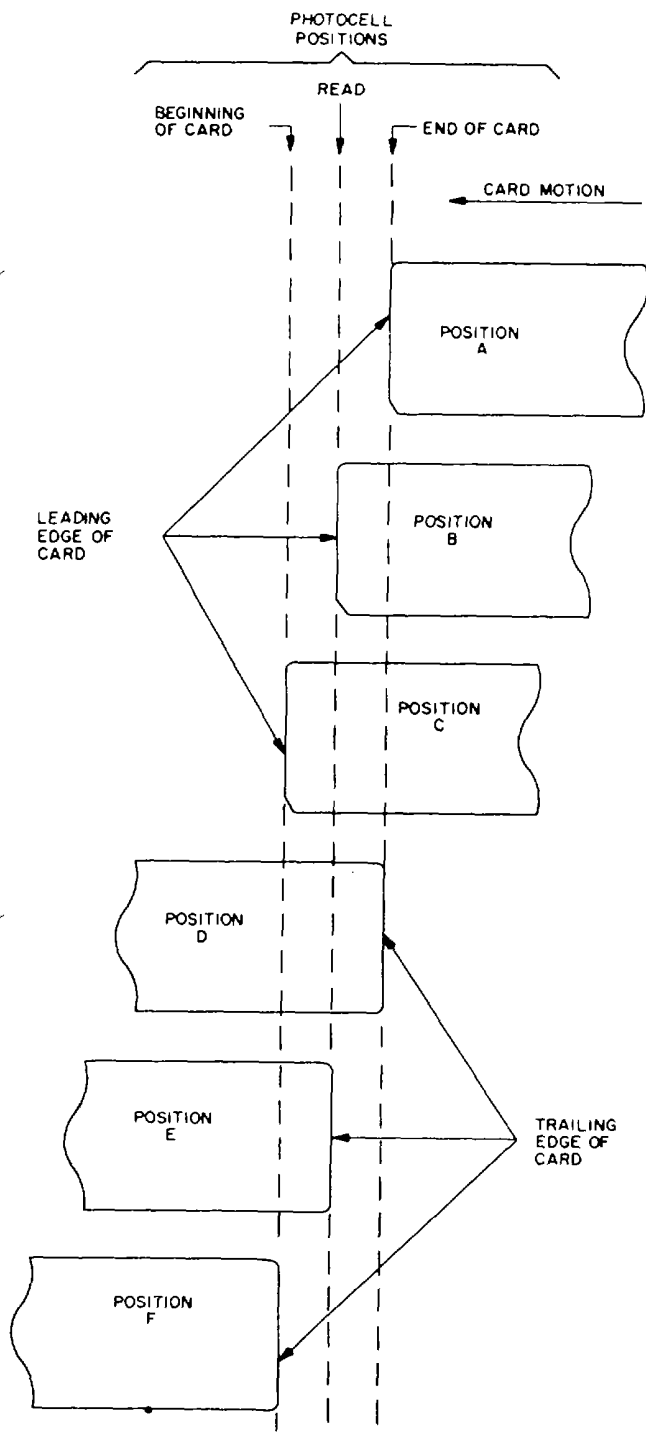 PHOTOCELL
POSITIONS
READ
BEGINNING
OF CARD
END OF CARD
CARD MOTION
POSITION
A
LEADING
EDGE OF
CARD
POSITION
B
POSITION
C
POSITION
D
POSITION
E
TRAILING
EDGE OF
CARD
POSITION
F